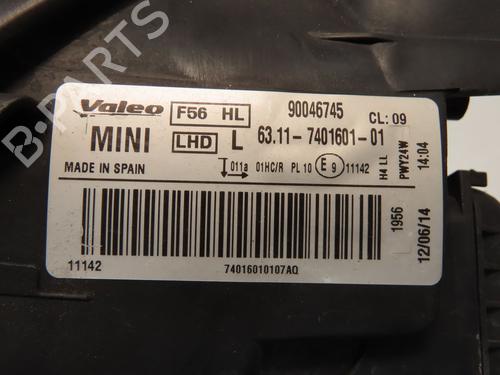 B-PARTS
Valeo F56 HL 90046745 CL: 09
MINI LHD L 63.11-7401601-01
MADE IN SPAIN 011a 01HC/R PL 10 E 9 11142
H4 LL
PWY24W
14:04
1956
12/06/14
11142
74016010107AQ